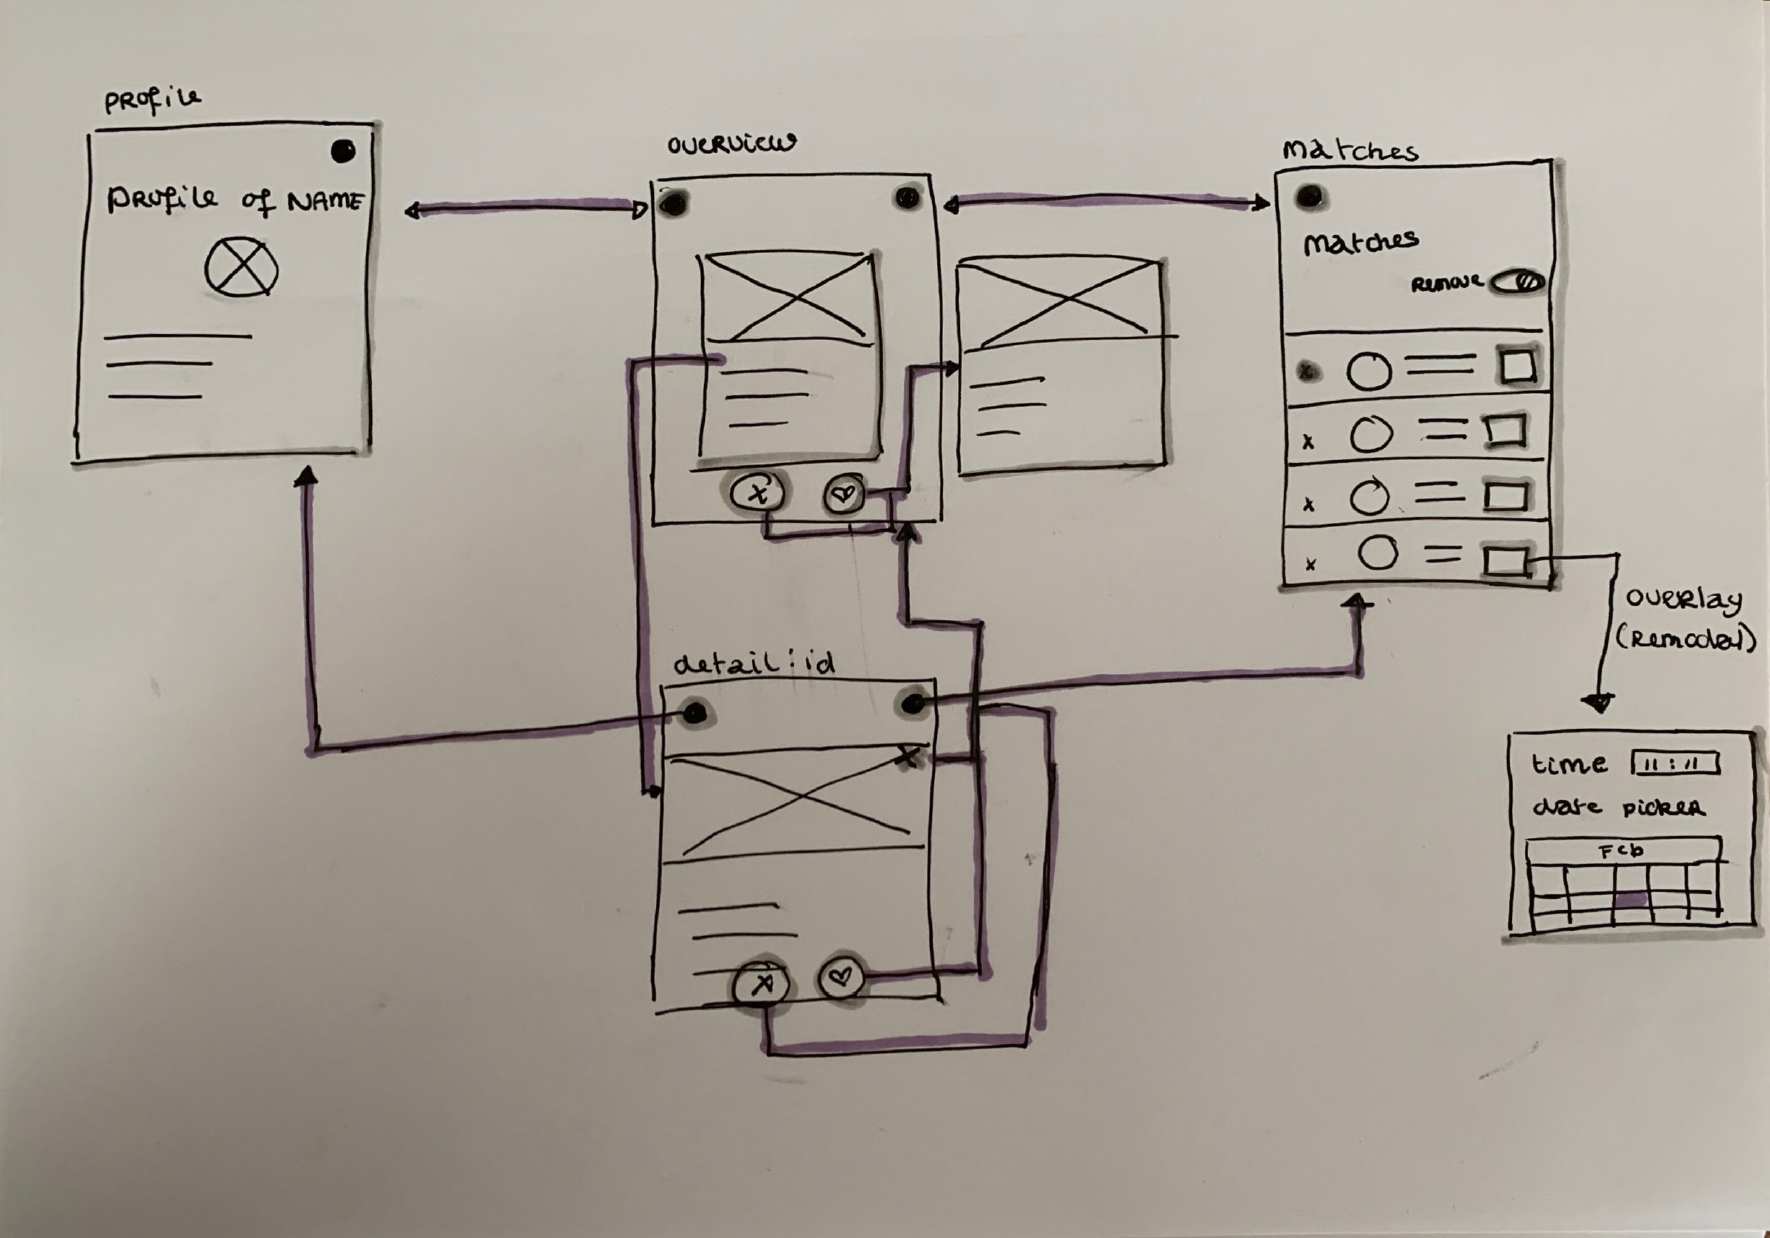 profile
profile of NAME
overview
x
matches
matches
remove
x
x
x
x
overlay
(remodal)
detail:id
x
x
time 11:11
date picker
Feb